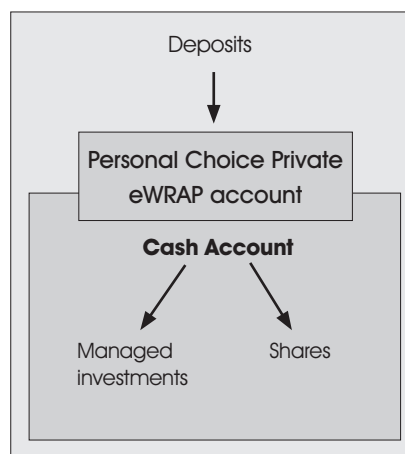 Deposits
Personal Choice Private
eWRAP account
Cash Account
Managed
investments
Shares